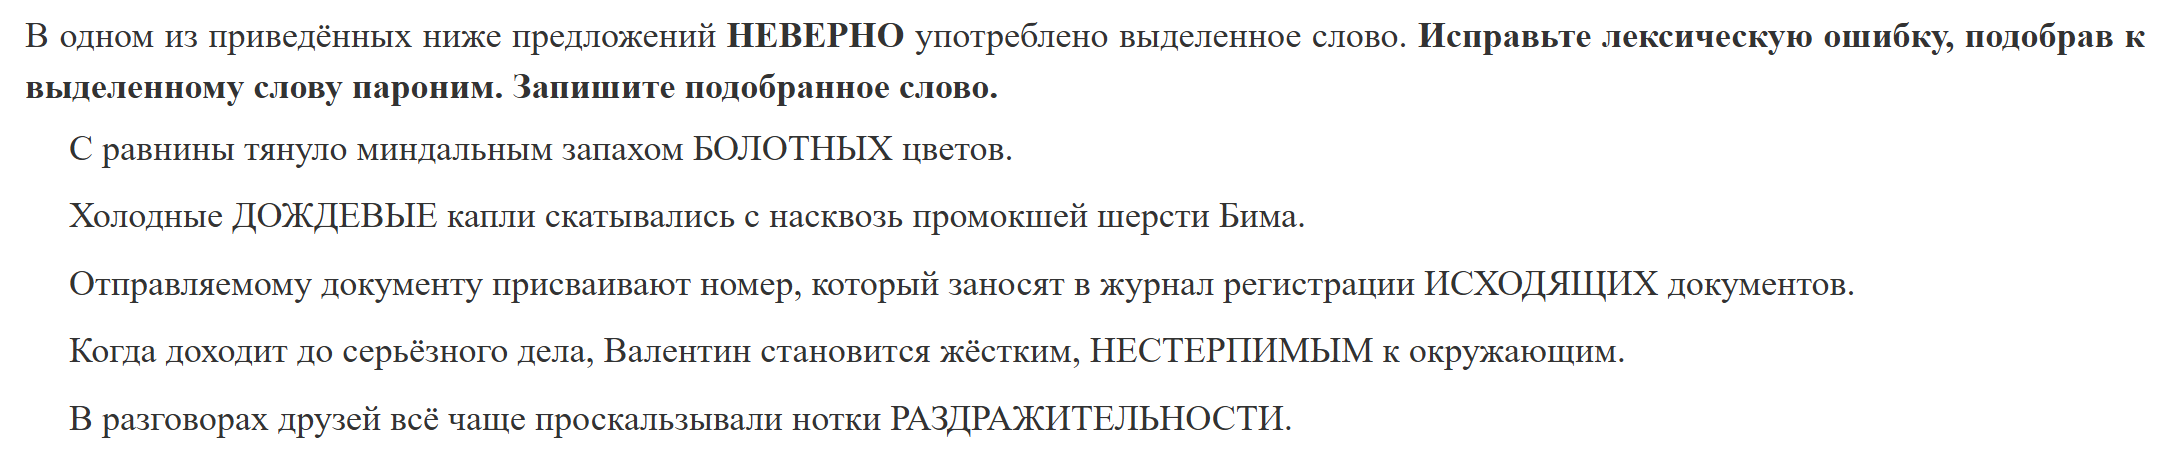 В одном из приведённых ниже предложений НЕВЕРНО употреблено выделенное слово. Исправьте лексическую ошибку, подобрав к
выделенному слову пароним. Запишите подобранное слово.
С равнины тянуло миндальным запахом БОЛОТНЫХ цветов.
Холодные ДОЖДЕВЫЕ капли скатывались с насквозь промокшей шерсти Бима.
Отправляемому документу присваивают номер, который заносят в журнал регистрации ИСХОДЯЩИХ документов.
Когда доходит до серьёзного дела, Валентин становится жёстким, НЕСТЕРПИМЫМ к окружающим.
В разговорах друзей всё чаще проскальзывали нотки РАЗДРАЖИТЕЛЬНОСТИ.